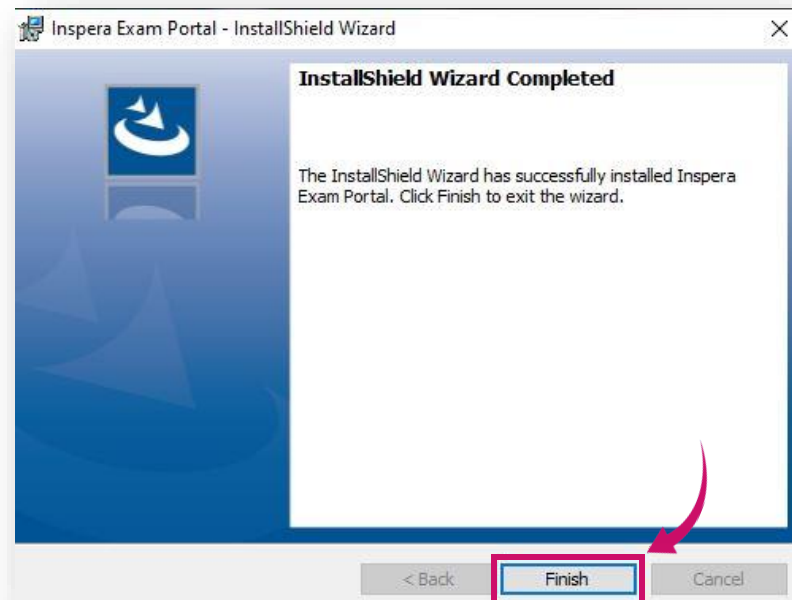 Inspera Exam Portal - InstallShield Wizard
InstallShield Wizard Completed
The InstallShield Wizard has successfully installed Inspera
Exam Portal. Click Finish to exit the wizard.
< Back Finish Cancel